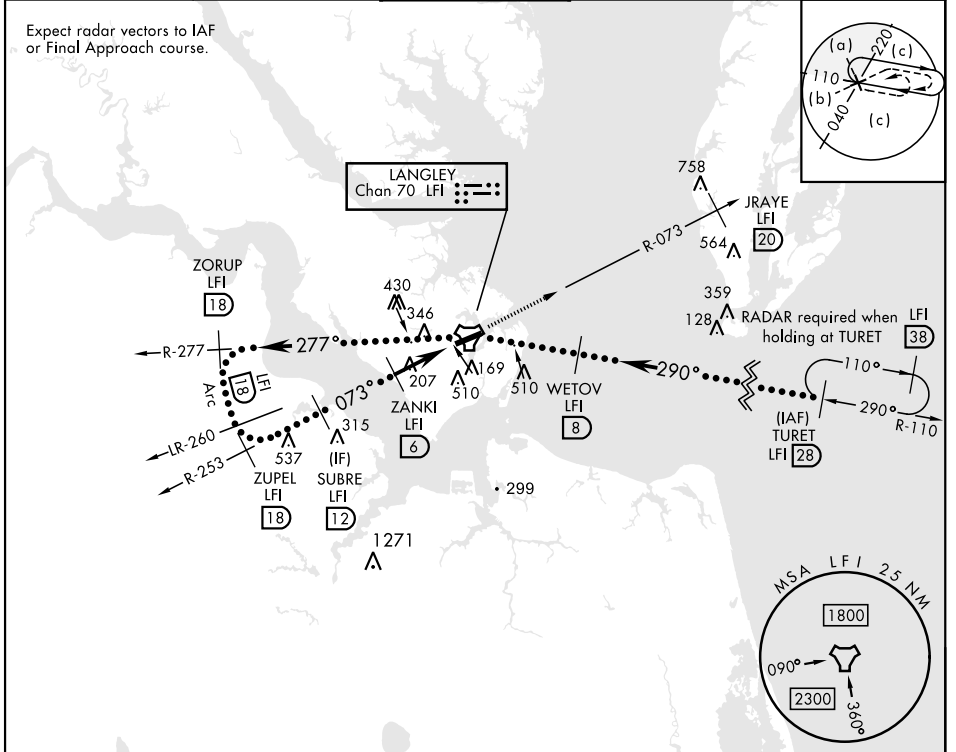 Expect radar vectors to IAF
or Final Approach course.
(a)
220
(c)
110
(b)
040
(c)
LANGLEY
Chan 70 LFI
758
JRAYE
LFI
20
R-073
564
ZORUP
LFI
18
430
346
359
128
RADAR required when
holding at TURET
LFI
38
R-277
277°
110°
290°
290°
R-110
Arc
LFI
18
073°
207
169
510
510
WETOV
LFI
8
ZANKI
LFI
6
(IAF)
TURET
LFI 28
LR-260
R-253
537
315
ZUPEL
LFI
18
(IF)
SUBRE
LFI
12
299
1271
MSA LFI 25 NM
1800
090°
2300
360°